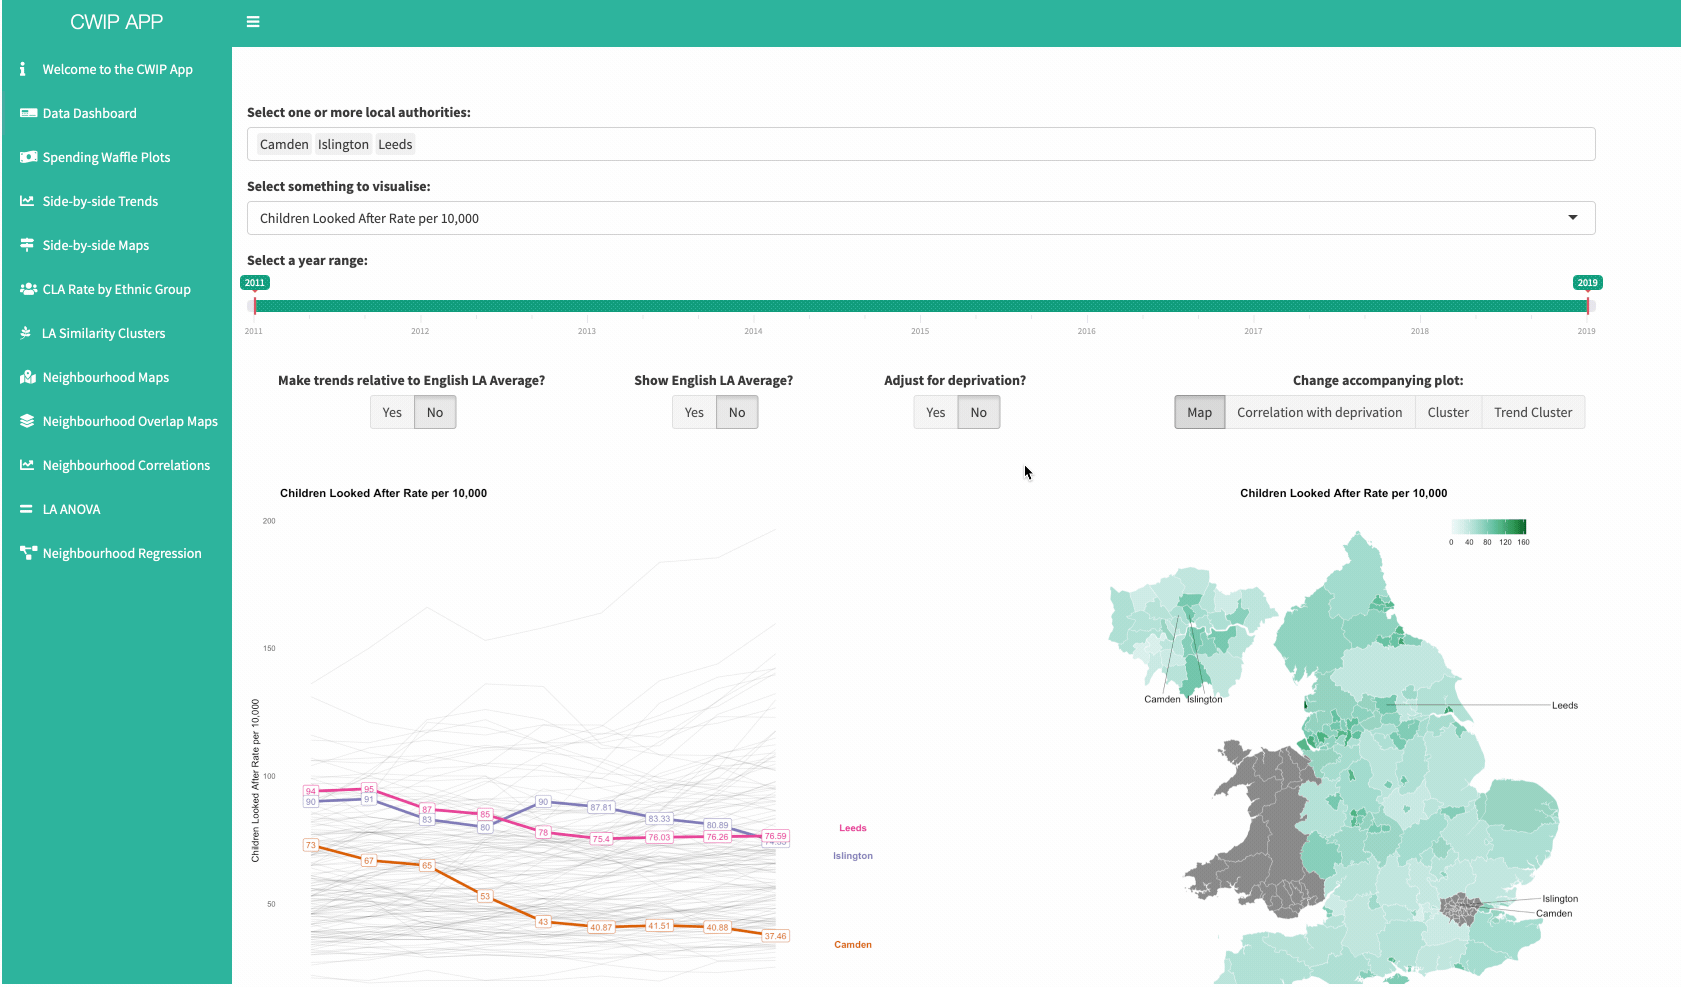 CWIP APP
Welcome to the CWIP App
Data Dashboard
Spending Waffle Plots
Side-by-side Trends
Side-by-side Maps
CLA Rate by Ethnic Group
LA Similarity Clusters
Neighbourhood Maps
Neighbourhood Overlap Maps
Neighbourhood Correlations
LA ANOVA
Neighbourhood Regression
Select one or more local authorities:
Camden Islington Leeds
Select something to visualise:
Children Looked After Rate per 10,000
Select a year range:
2011 2019
2011 2012 2013 2014 2015 2016 2017 2018 2019
Make trends relative to English LA Average?
Yes No
Show English LA Average?
Yes No
Adjust for deprivation?
Yes No
Change accompanying plot:
Map Correlation with deprivation Cluster Trend Cluster
Children Looked After Rate per 10,000
200
150
100
50
Children Looked After Rate per 10,000
94 95 87 85 78 75.4 76.03 76.26 76.59
90 91 83 80 90 87.81 83.33 80.89
73 67 65 53 43 40.87 41.51 40.88 37.46
Leeds
Islington
Camden
Children Looked After Rate per 10,000
0 40 80 120 160
Camden Islington
Leeds
Islington
Camden